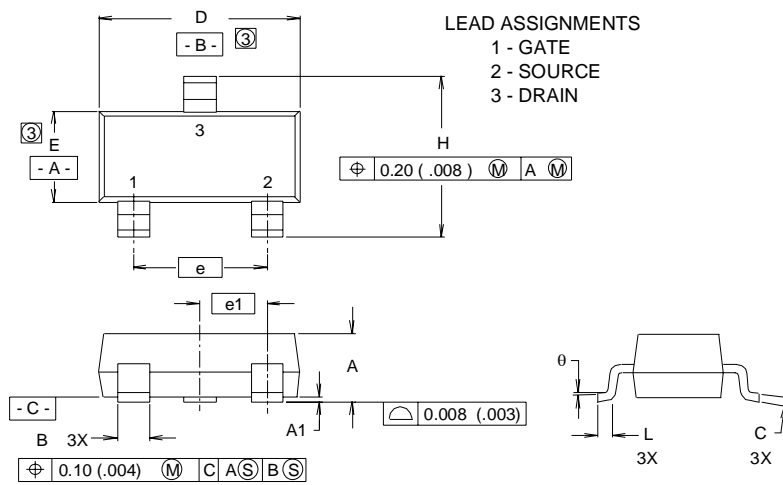 D
- B - 3
LEAD ASSIGNMENTS
1 - GATE
2 - SOURCE
3 - DRAIN
3
E
- A -
3
H
⌖ 0.20 ( .008 ) Ⓜ A Ⓜ
1 2
e
e1
A
θ
- C -
A1
⌓ 0.008 (.003)
B 3X
L
3X
C
3X
⌖ 0.10 (.004) Ⓜ C A Ⓢ B Ⓢ